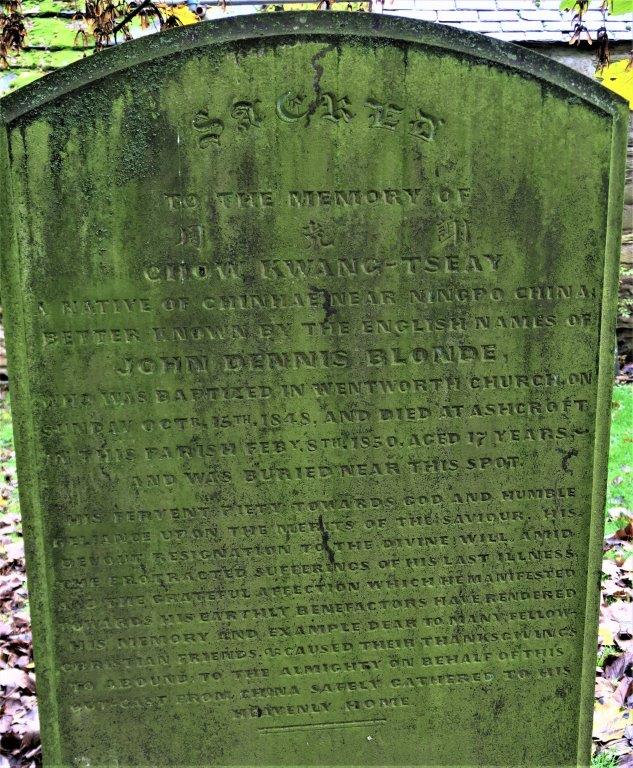 SACRED
TO THE MEMORY OF
周 光 
CHOW KWANG-TSEAY
A NATIVE OF CHINHAE NEAR NINGPO CHINA;
BETTER KNOWN BY THE ENGLISH NAMES OF
JOHN DENNIS BLONDE,
WHO WAS BAPTIZED IN WENTWORTH CHURCH, ON
SUNDAY OCTR. 15TH. 1848, AND DIED AT ASHCROFT
IN THIS PARISH FEBY. 8TH. 1850. AGED 17 YEARS,
AND WAS BURIED NEAR THIS SPOT.
HIS FERVENT PIETY TOWARDS GOD AND HUMBLE
RELIANCE UPON THE MERITS OF THE SAVIOUR, HIS
DEVOUT RESIGNATION TO THE DIVINE WILL, AMID
THE PROTRACTED SUFFERINGS OF HIS LAST ILLNESS,
AND THE GRATEFUL AFFECTION WHICH HE MANIFESTED
TOWARDS HIS EARTHLY BENEFACTORS HAVE RENDERED
HIS MEMORY AND EXAMPLE DEAR TO MANY FELLOW-
CHRISTIAN FRIENDS, & CAUSED THEIR THANKSGIVINGS
TO ABOUND, TO THE ALMIGHTY ON BEHALF OF THIS
OUT-CAST FROM CHINA SAFELY GATHERED TO HIS
HEAVENLY HOME.